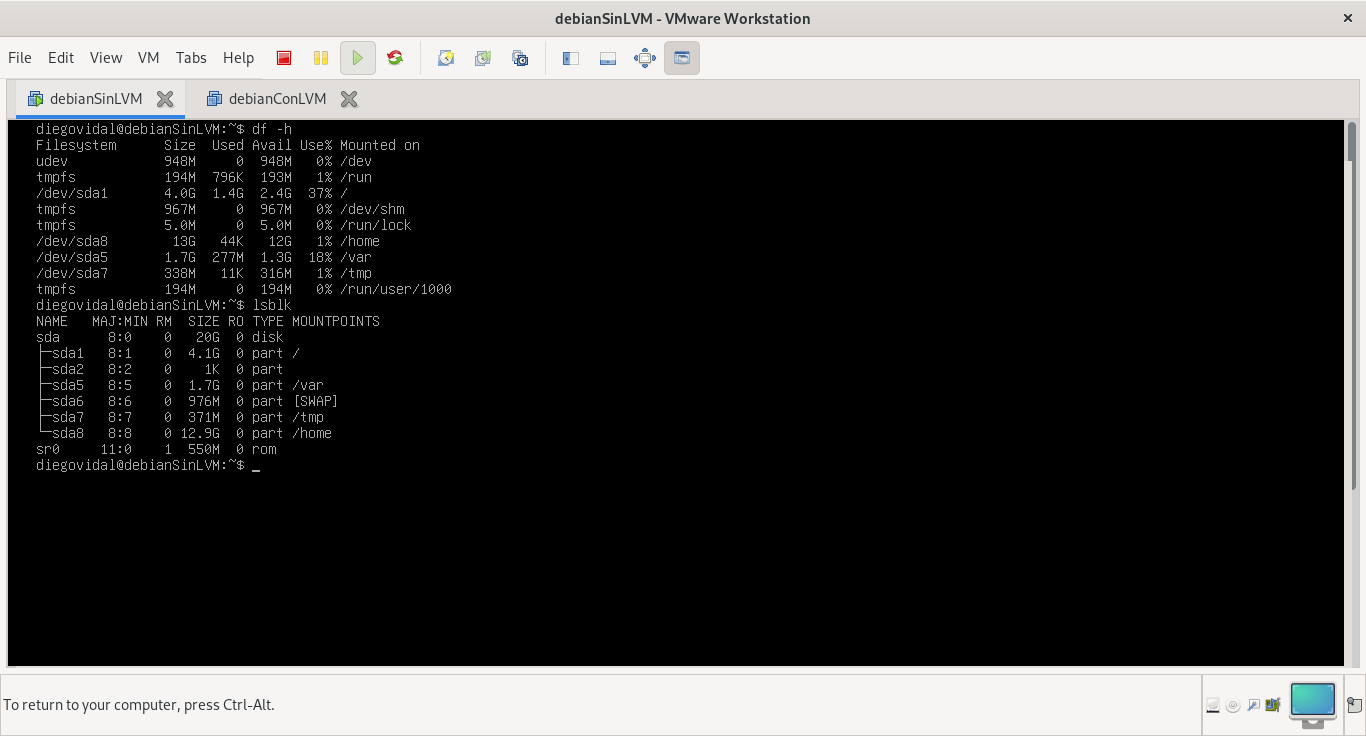 debianSinLVM - VMware Workstation
File Edit View VM Tabs Help
debianSinLVM debianConLVM
diegovidal@debianSinLVM:~$ df -h
Filesystem      Size  Used Avail Use% Mounted on
udev            948M     0  948M   0% /dev
tmpfs           194M  796K  193M   1% /run
/dev/sda1       4.0G  1.4G  2.4G  37% /
tmpfs           967M     0  967M   0% /dev/shm
tmpfs           5.0M     0  5.0M   0% /run/lock
/dev/sda8        13G   44K   12G   1% /home
/dev/sda5       1.7G  277M  1.3G  18% /var
/dev/sda7       338M   11K  316M   1% /tmp
tmpfs           194M     0  194M   0% /run/user/1000
diegovidal@debianSinLVM:~$ lsblk
NAME   MAJ:MIN RM  SIZE RO TYPE MOUNTPOINTS
sda      8:0    0   20G  0 disk
├─sda1   8:1    0  4.1G  0 part /
├─sda2   8:2    0    1K  0 part
├─sda5   8:5    0  1.7G  0 part /var
├─sda6   8:6    0  976M  0 part [SWAP]
├─sda7   8:7    0  371M  0 part /tmp
└─sda8   8:8    0 12.9G  0 part /home
sr0     11:0    1  550M  0 rom
diegovidal@debianSinLVM:~$ _
To return to your computer, press Ctrl-Alt.